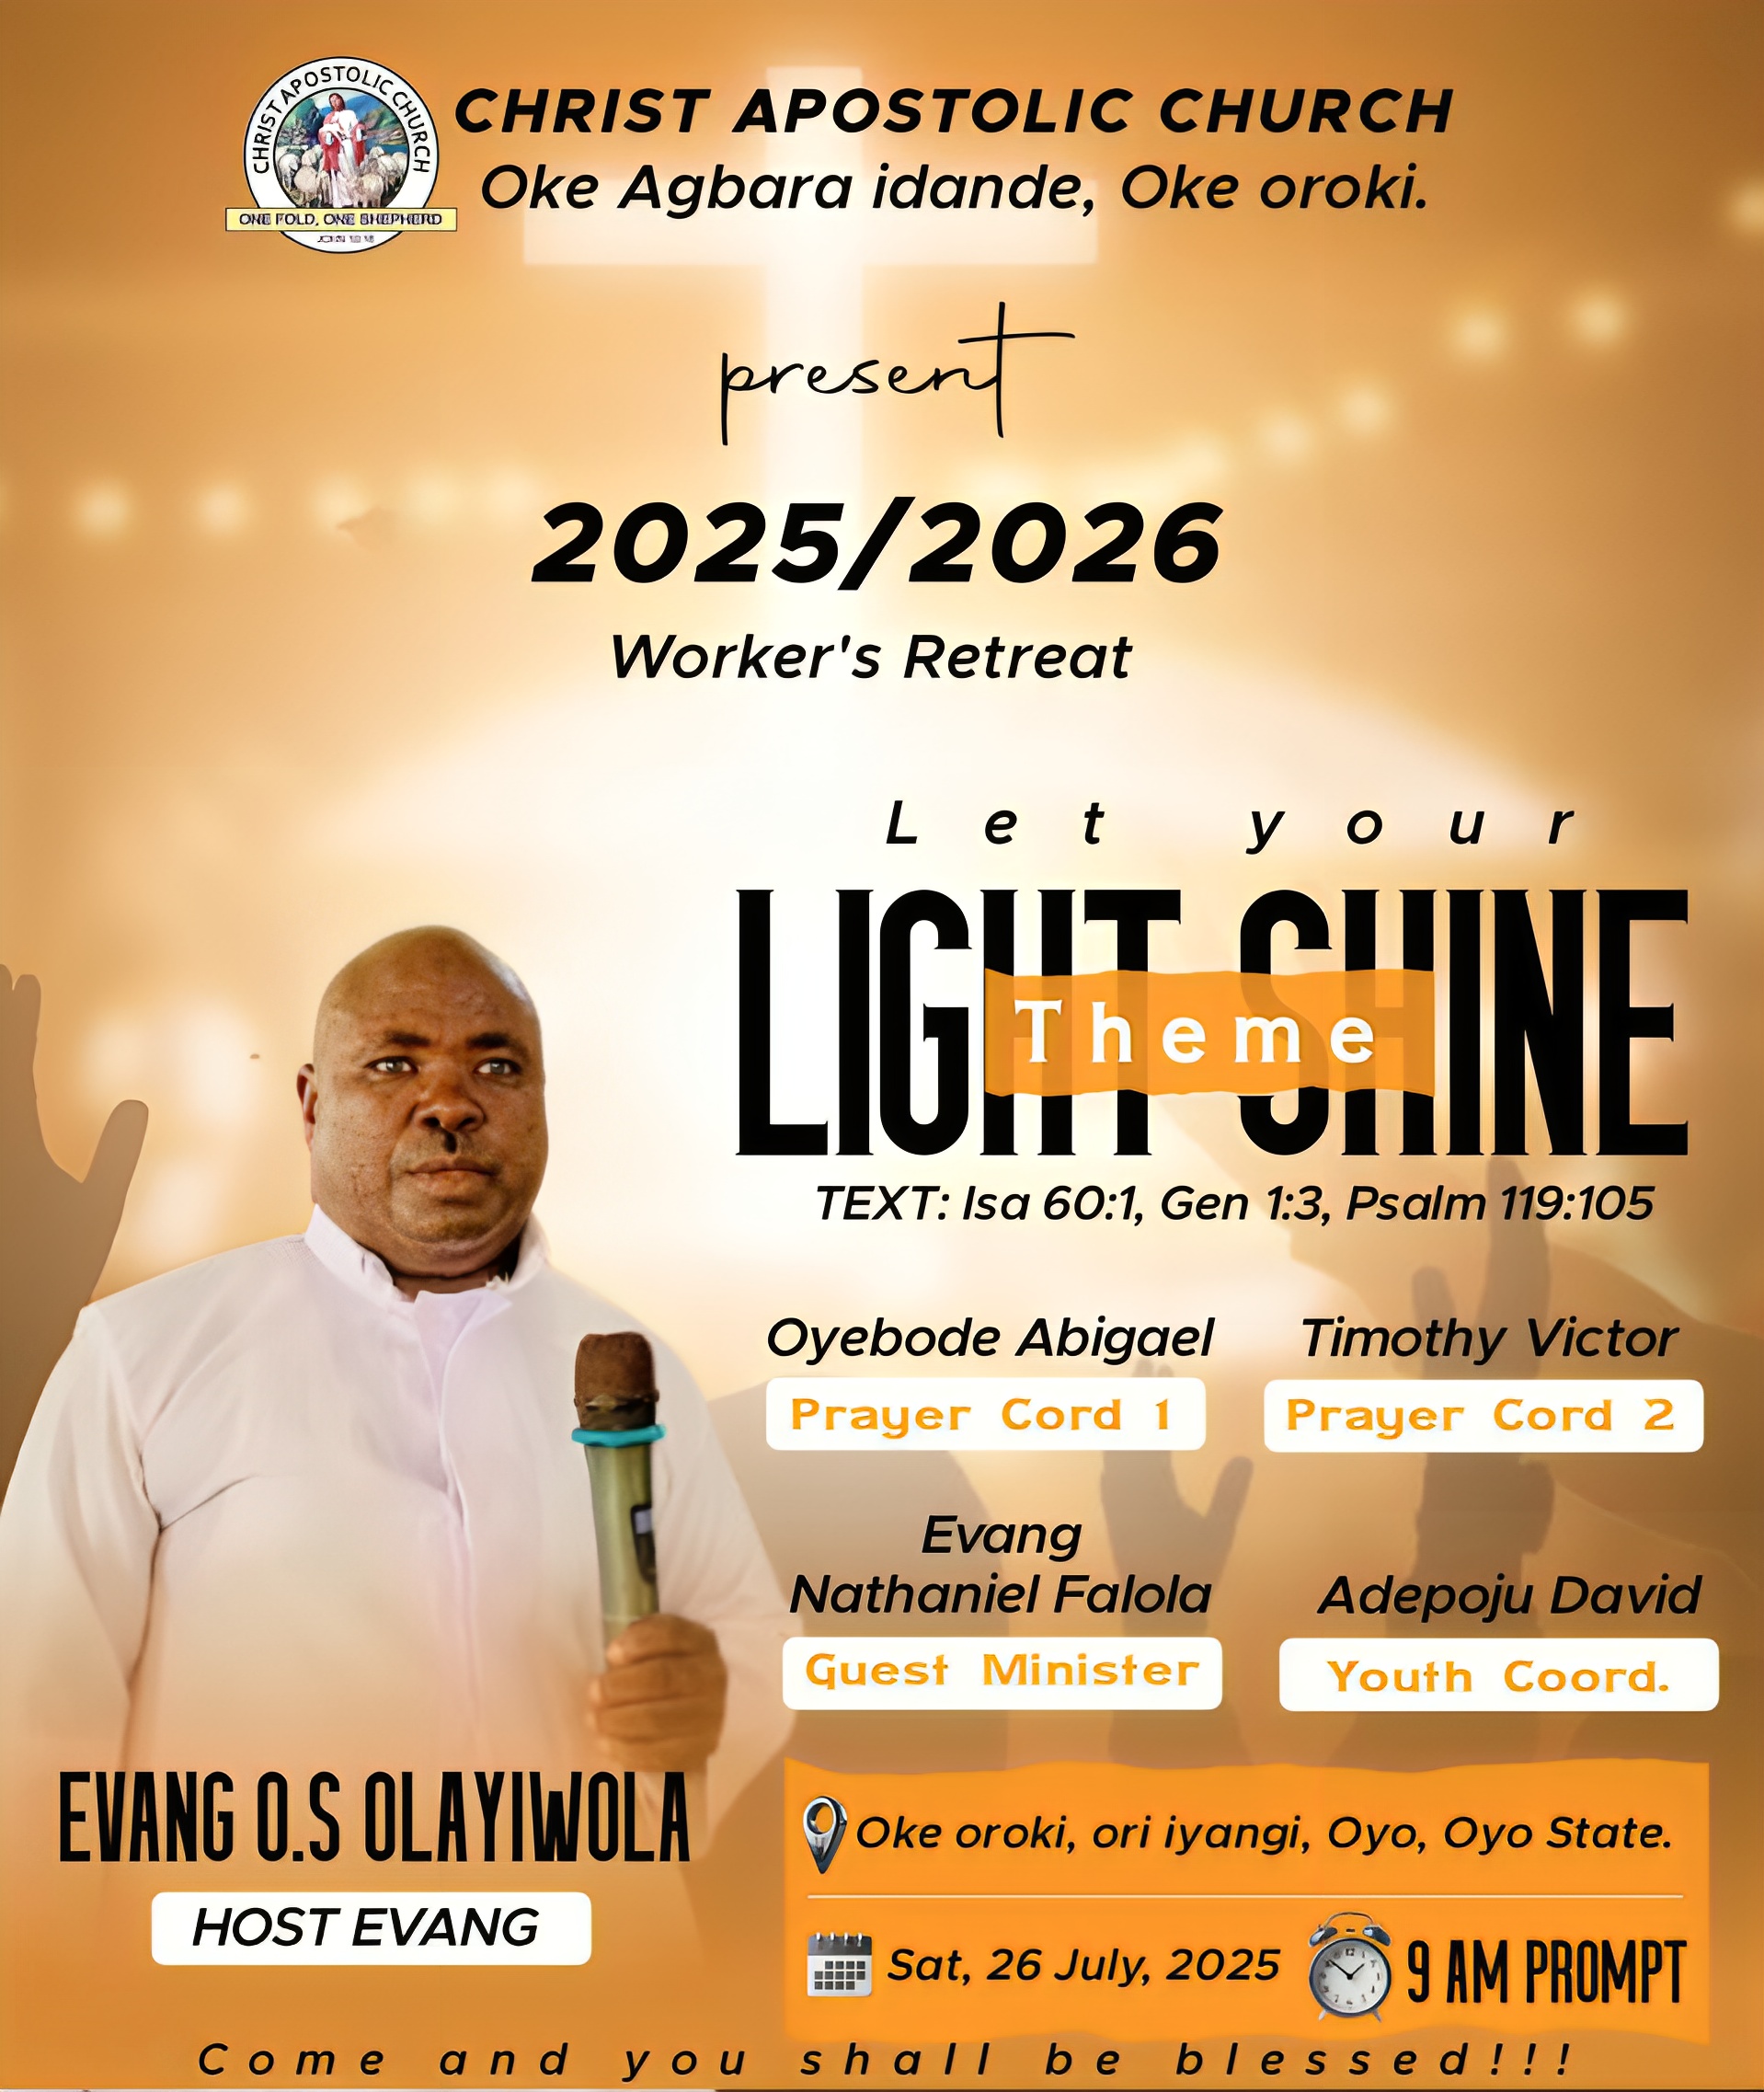 CHRIST APOSTOLIC CHURCH
ONE FOLD, ONE SHEPHERD
CHRIST APOSTOLIC CHURCH
Oke Agbara idande, Oke oroki.
present
2025/2026
Worker's Retreat
Let your
LIGHT SHINE
Theme
TEXT: Isa 60:1, Gen 1:3, Psalm 119:105
Oyebode Abigael
Prayer Cord 1
Timothy Victor
Prayer Cord 2
Evang
Nathaniel Falola
Guest Minister
Adepoju David
Youth Coord.
EVANG O.S OLAYIWOLA
HOST EVANG
Oke oroki, ori iyangi, Oyo, Oyo State.
Sat, 26 July, 2025
9 AM PROMPT
Come and you shall be blessed!!!